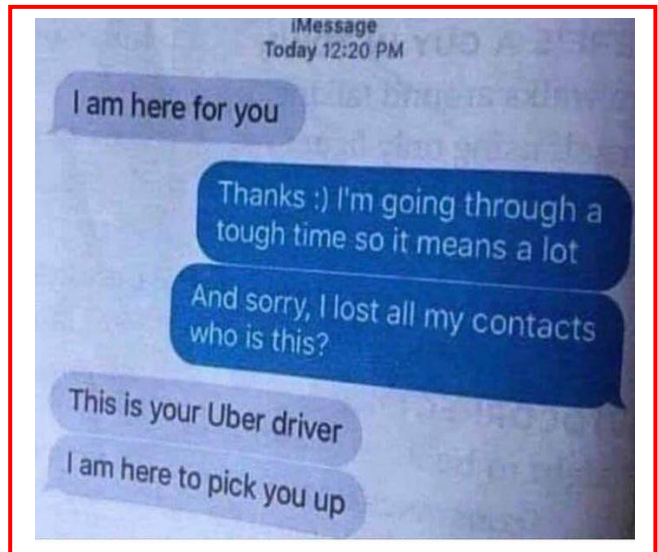 iMessage
Today 12:20 PM
I am here for you
Thanks :) I'm going through a
tough time so it means a lot
And sorry, I lost all my contacts
who is this?
This is your Uber driver
I am here to pick you up